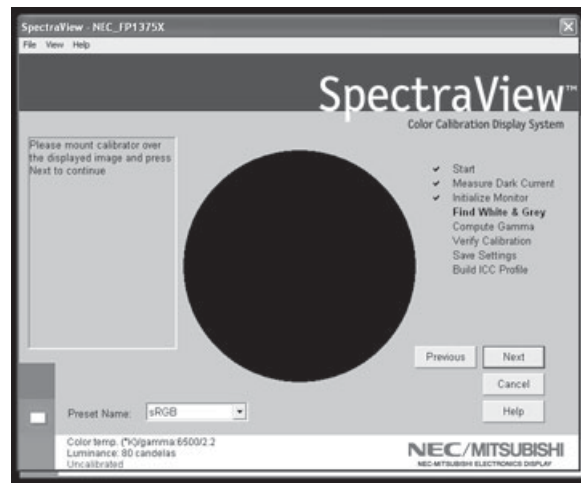 SpectraView - NEC_FP1375X
File View Help
SpectraView™
Color Calibration Display System
Please mount calibrator over
the displayed image and press
Next to continue
Start
Measure Dark Current
Initialize Monitor
Find White & Grey
Compute Gamma
Verify Calibration
Save Settings
Build ICC Profile
Previous Next
Cancel
Preset Name: sRGB Help
Color temp. (°K)/gamma:6500/2.2
Luminance: 80 candelas
Uncalibrated
NEC/MITSUBISHI
NEC-MITSUBISHI ELECTRONICS DISPLAY